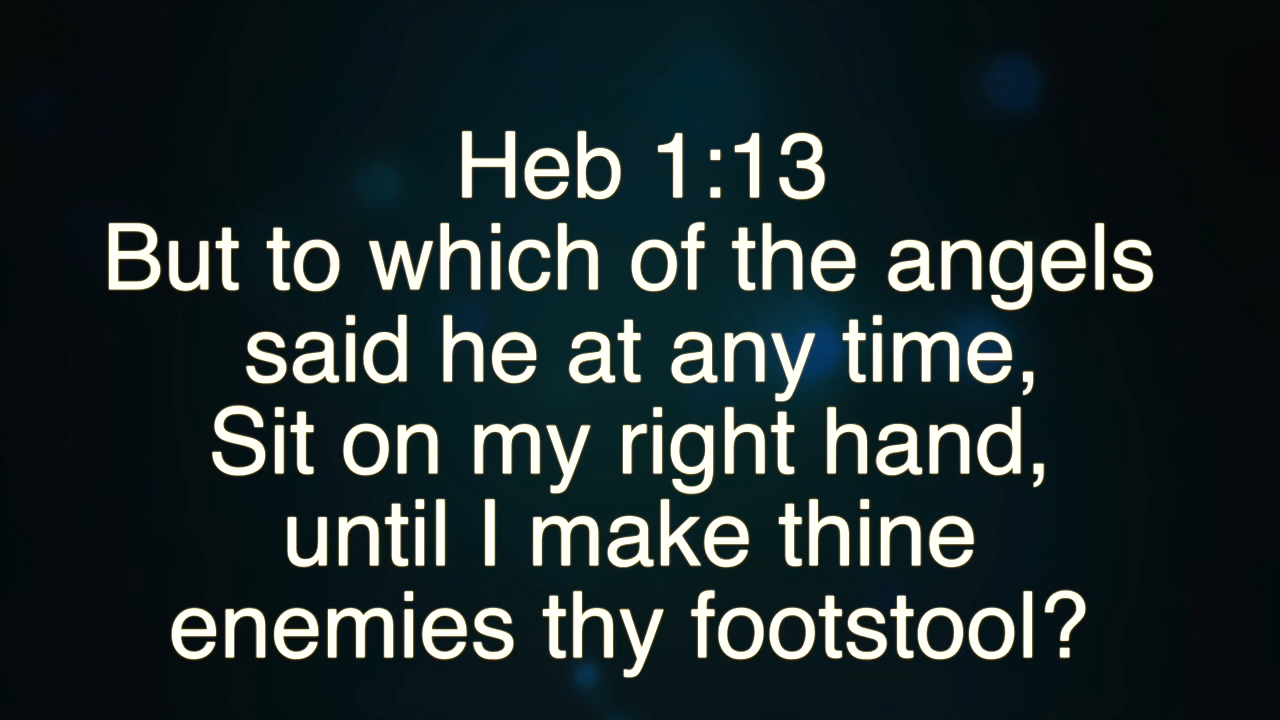 Heb 1:13
But to which of the angels
said he at any time,
Sit on my right hand,
until I make thine
enemies thy footstool?